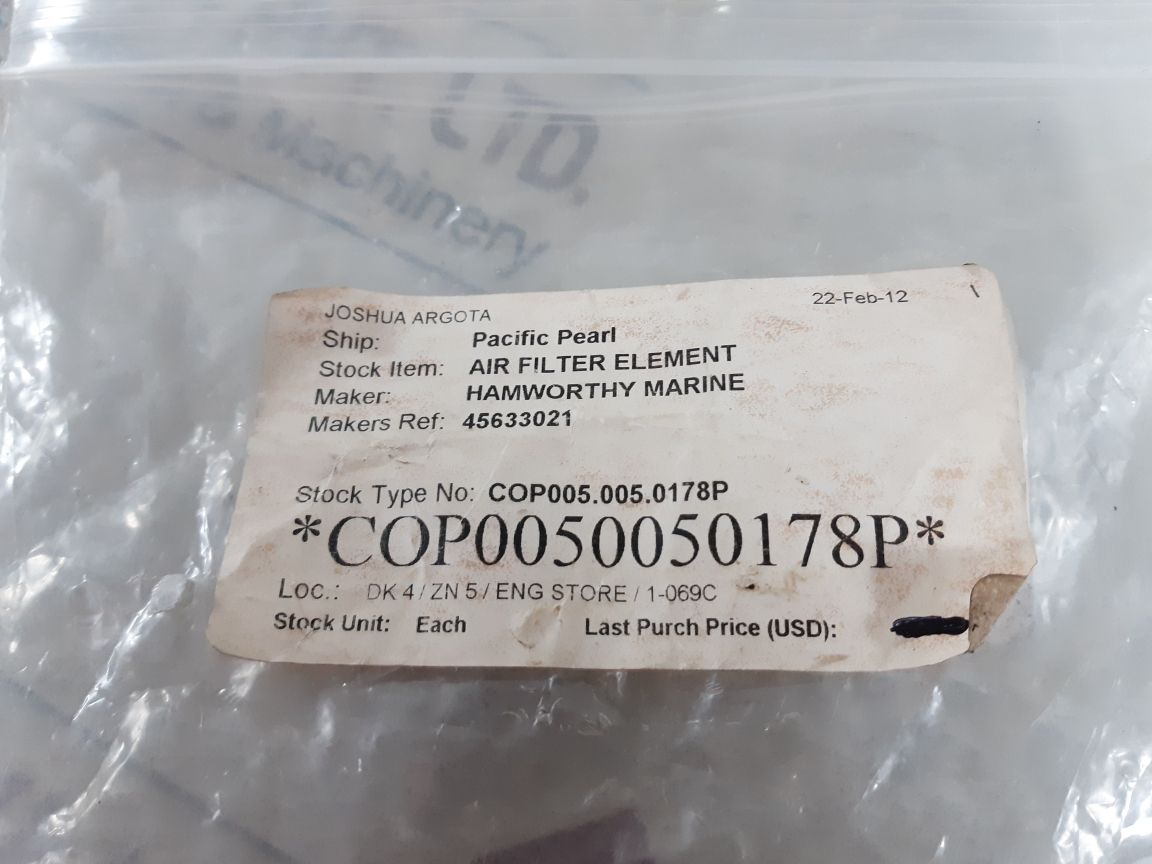 LTD.
Machinery
JOSHUA ARGOTA
22-Feb-12
Ship: Pacific Pearl
Stock Item: AIR FILTER ELEMENT
Maker: HAMWORTHY MARINE
Makers Ref: 45633021
Stock Type No: COP005.005.0178P
*COP0050050178P*
Loc.: DK 4 / ZN 5 / ENG STORE / 1-069C
Stock Unit: Each Last Purch Price (USD):